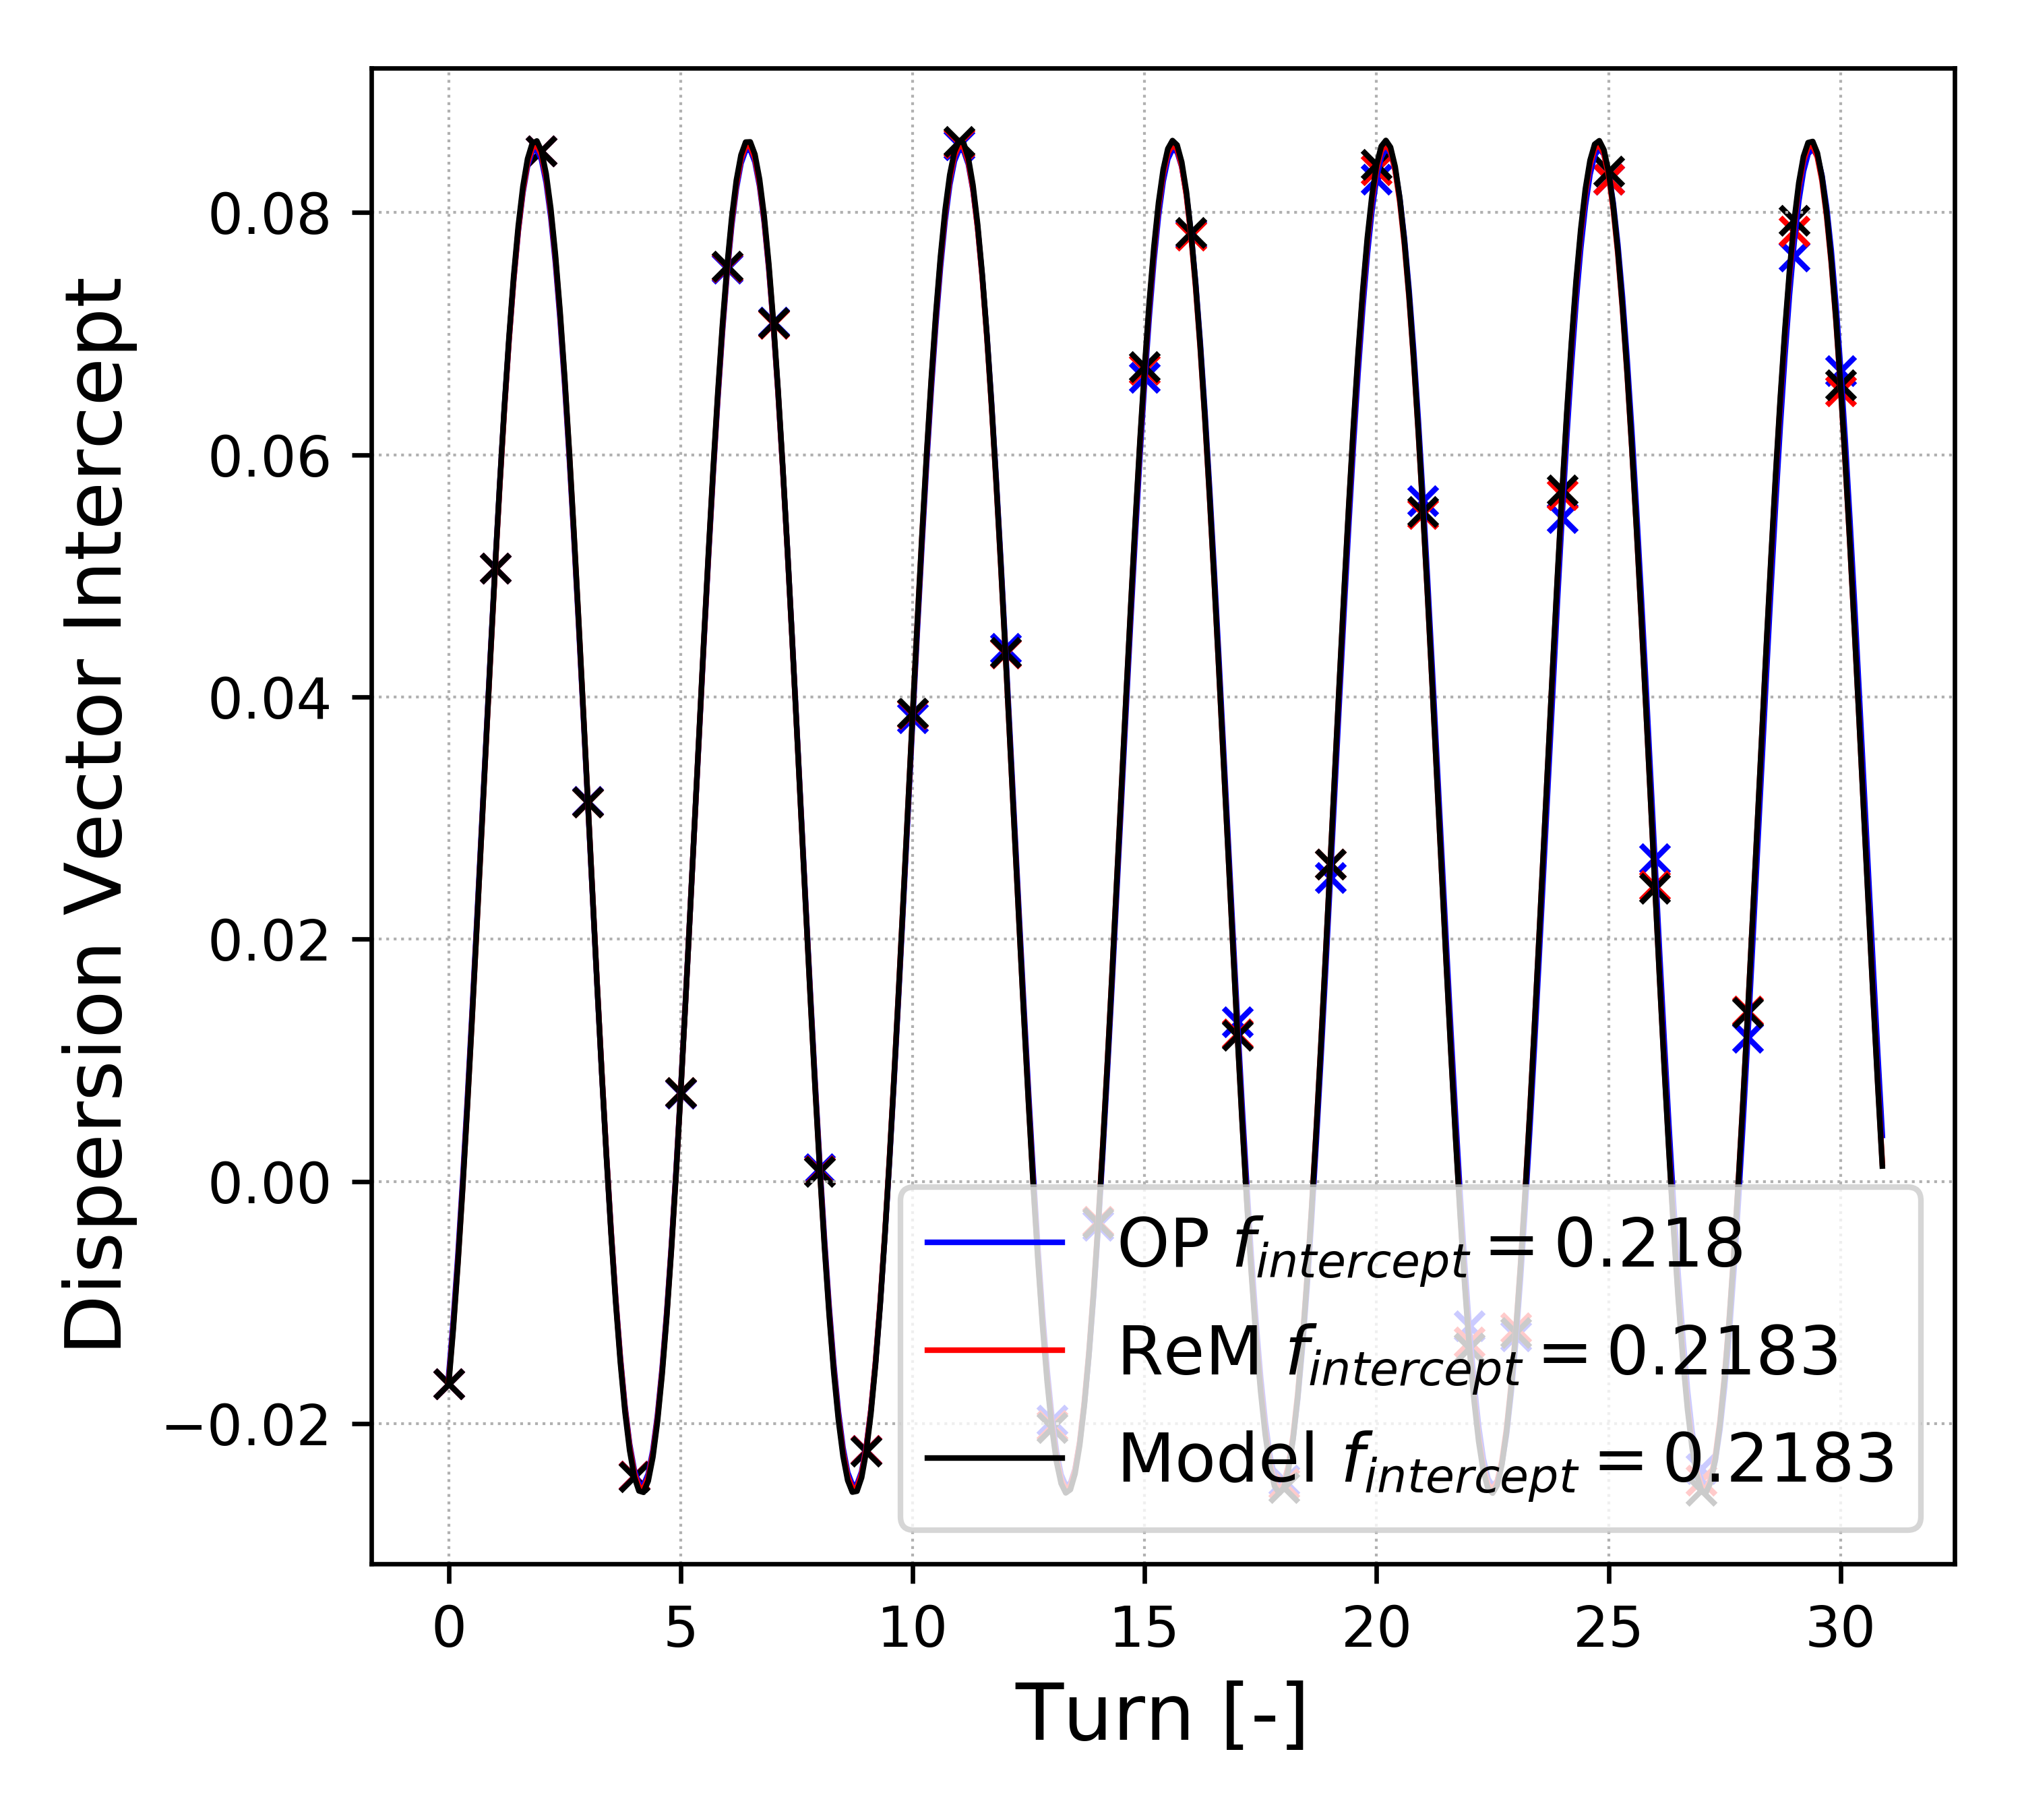 Dispersion Vector Intercept
0.08
0.06
0.04
0.02
0.00
−0.02
OP f_intercept = 0.218
ReM f_intercept = 0.2183
Model f_intercept = 0.2183
0 5 10 15 20 25 30
Turn [-]